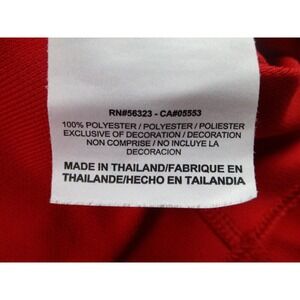 RN#56323 - CA#05553
100% POLYESTER / POLYESTER / POLIESTER
EXCLUSIVE OF DECORATION / DECORATION
NON COMPRISE / NO INCLUYE LA
DECORACION
MADE IN THAILAND/FABRIQUE EN
THAILANDE/HECHO EN TAILANDIA